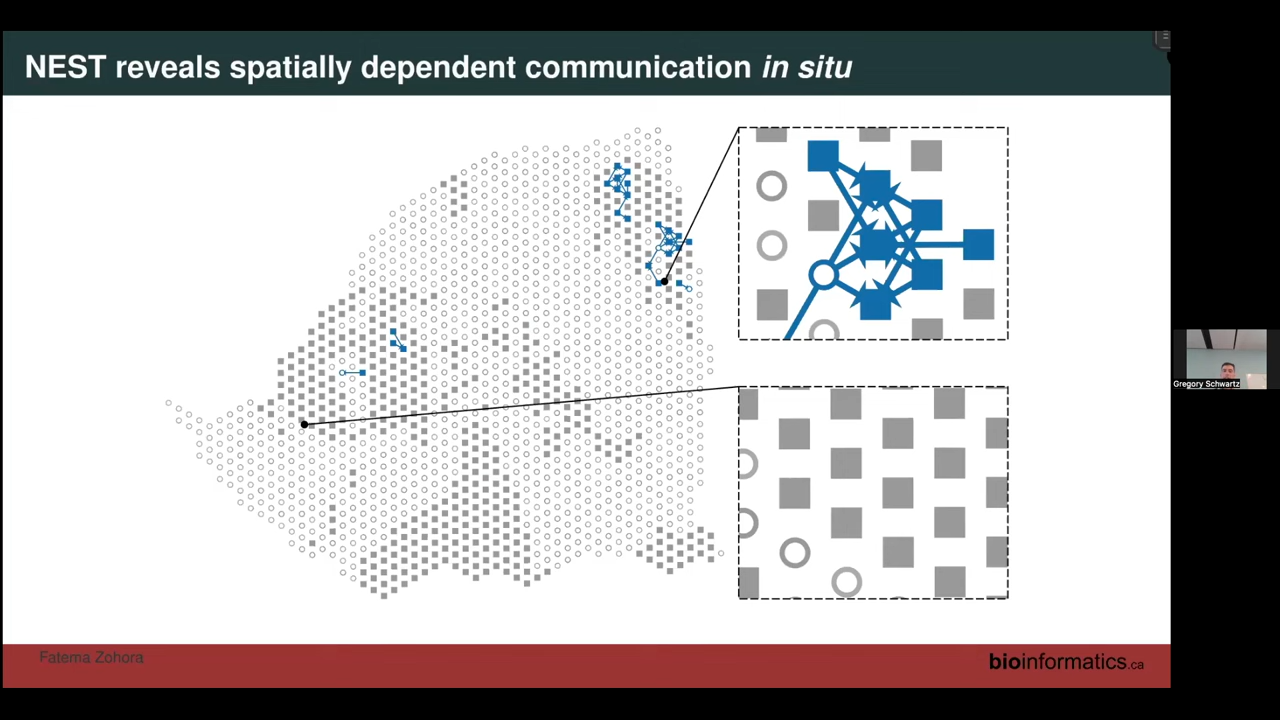 NEST reveals spatially dependent communication in situ
Gregory Schwartz
Fatema Zohora
bioinformatics.ca